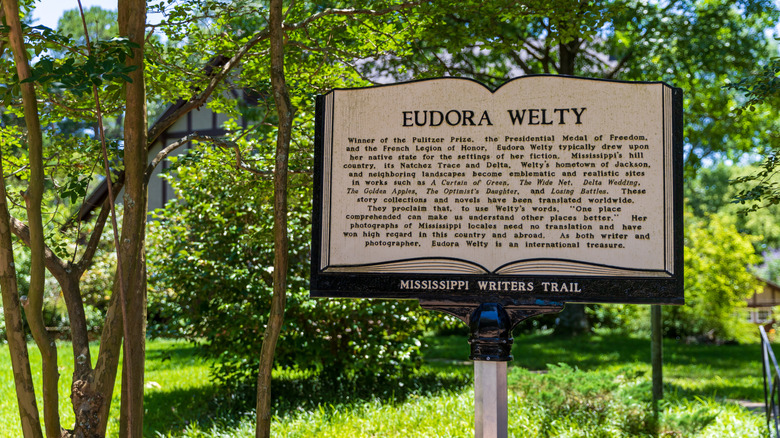 EUDORA WELTY
Winner of the Pulitzer Prize, the Presidential Medal of Freedom,
and the French Legion of Honor, Eudora Welty typically drew upon
her native state for the settings of her fiction. Mississippi's hill
country, its Natchez Trace and Delta, Welty's hometown of Jackson,
and neighboring landscapes become emblematic and realistic sites
in works such as A Curtain of Green, The Wide Net, Delta Wedding,
The Golden Apples, The Optimist's Daughter, and Losing Battles. These
story collections and novels have been translated worldwide.
They proclaim that, to use Welty's words, "One place
comprehended can make us understand other places better." Her
photographs of Mississippi locales need no translation and have
won high regard in this country and abroad. As both writer and
photographer, Eudora Welty is an international treasure.
MISSISSIPPI WRITERS TRAIL